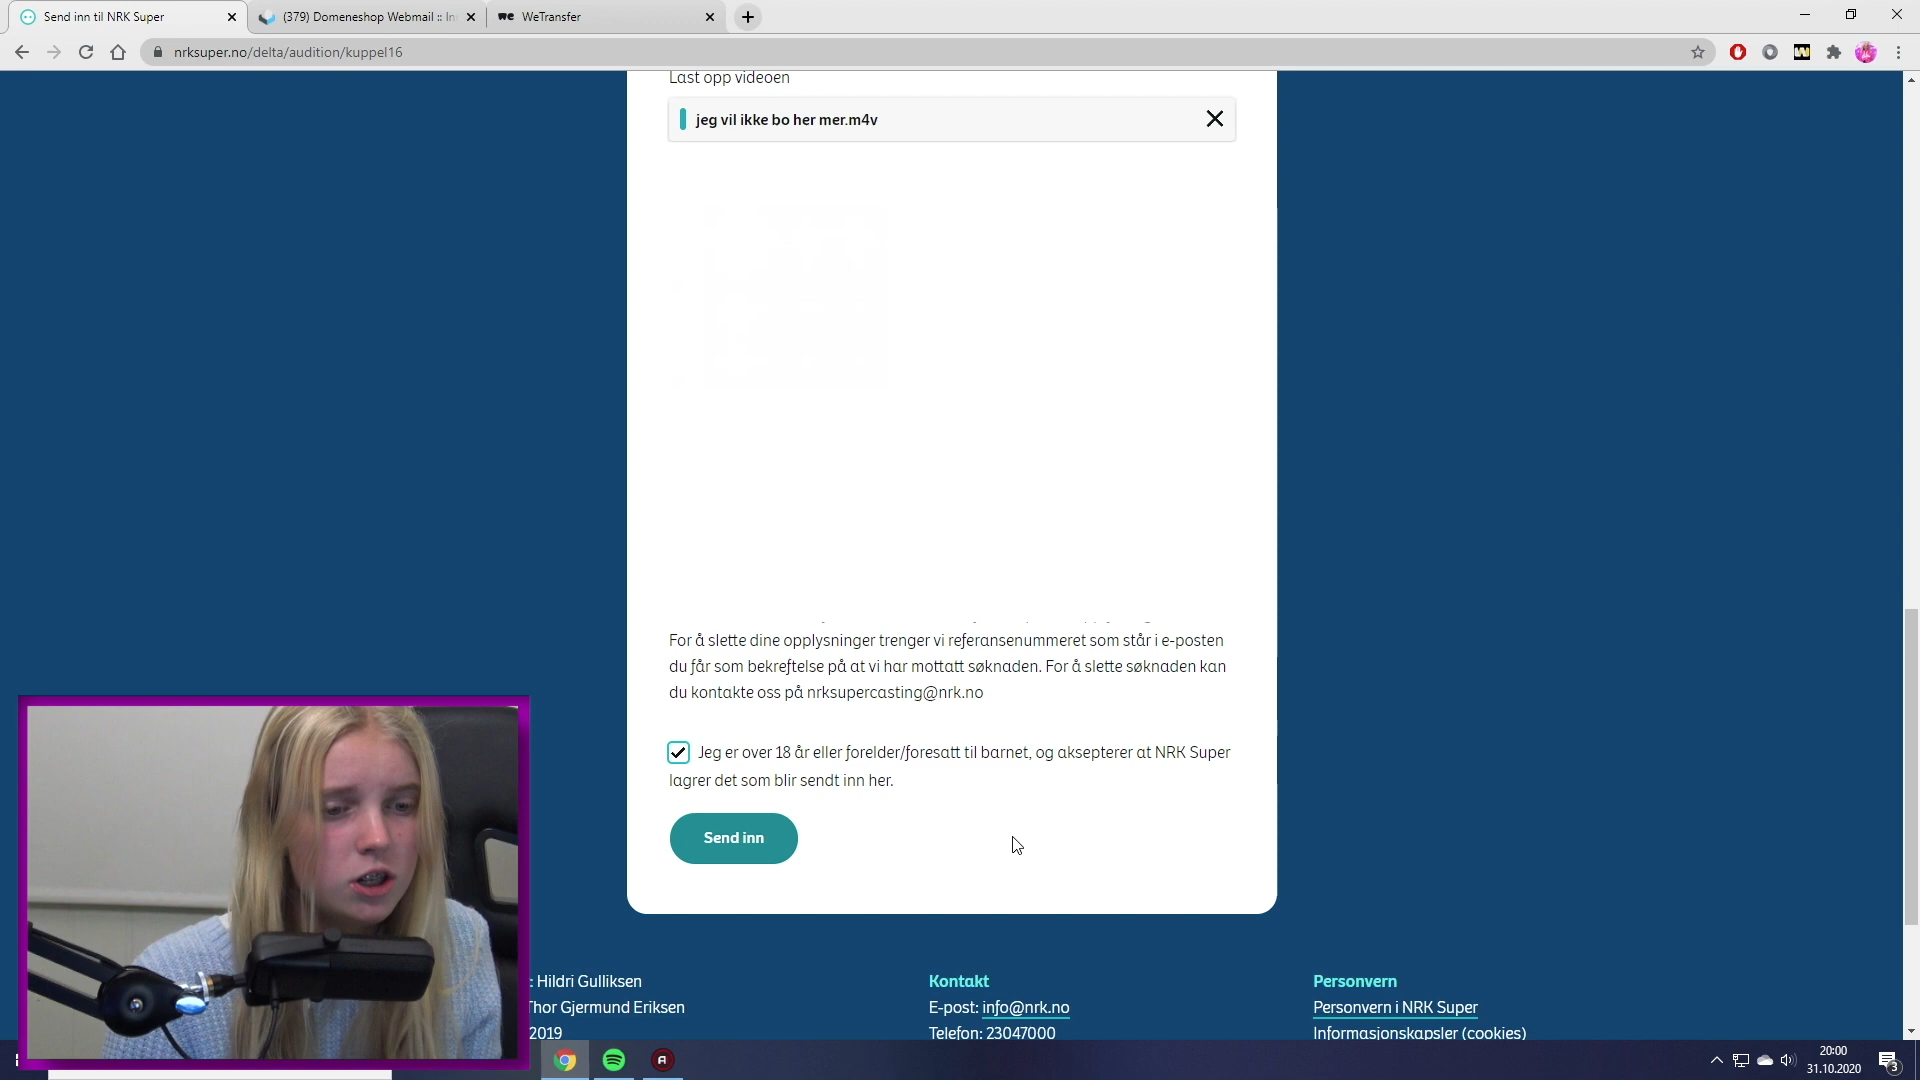 Send inn til NRK Super
(379) Domeneshop Webmail :: In
WeTransfer
nrksuper.no/delta/audition/kuppel16
Last opp videoen
jeg vil ikke bo her mer.m4v
For å slette dine opplysninger trenger vi referansenummeret som står i e-posten
du får som bekreftelse på at vi har mottatt søknaden. For å slette søknaden kan
du kontakte oss på nrksupercasting@nrk.no
Jeg er over 18 år eller forelder/foresatt til barnet, og aksepterer at NRK Super
lagrer det som blir sendt inn her.
Send inn
: Hildri Gulliksen
Thor Gjermund Eriksen
2019
Kontakt
E-post: info@nrk.no
Telefon: 23047000
Personvern
Personvern i NRK Super
Informasjonskapsler (cookies)
20:00
31.10.2020
3